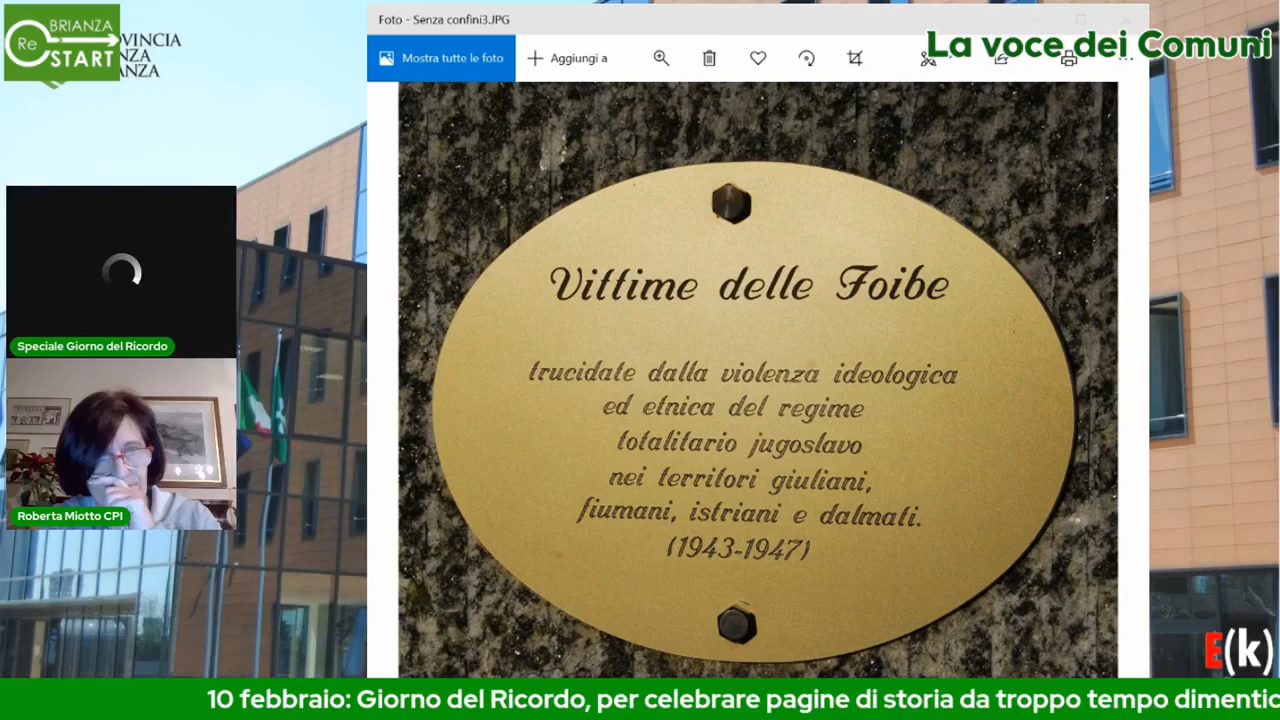 BRIANZA
Re
START
OVINCIA
NZA
ANZA
Foto - Senza confini3.JPG
Mostra tutte le foto
Aggiungi a
La voce dei Comuni
Vittime delle Foibe
trucidate dalla violenza ideologica
ed etnica del regime
totalitario jugoslavo
nei territori giuliani,
fiumani, istriani e dalmati.
(1943-1947)
Speciale Giorno del Ricordo
Roberta Miotto CPI
E(k)
10 febbraio: Giorno del Ricordo, per celebrare pagine di storia da troppo tempo dimentic